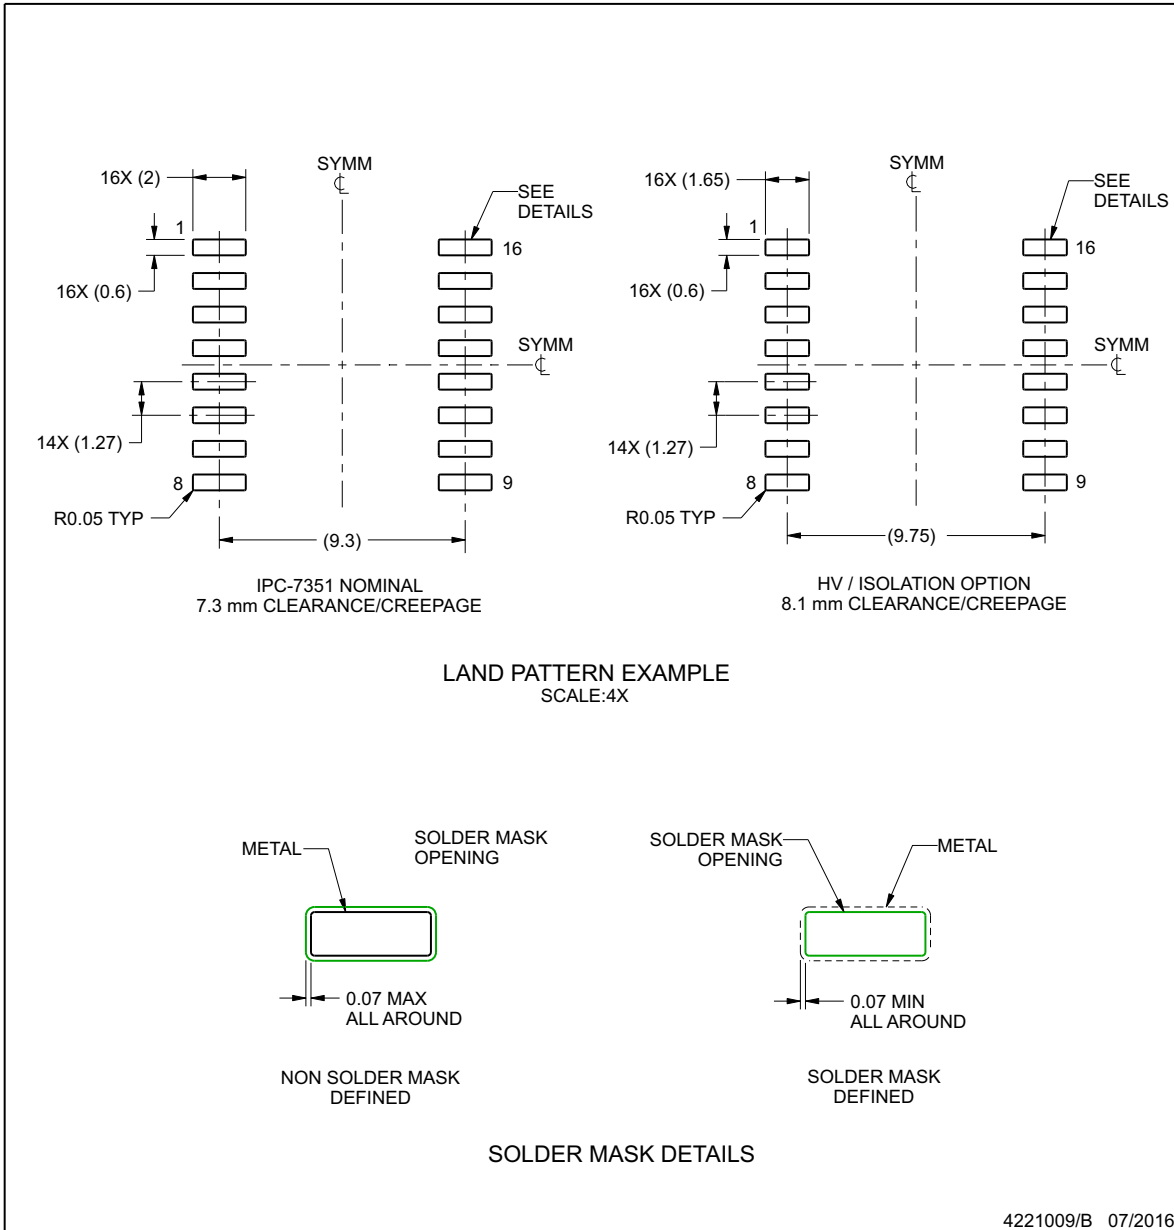 16X (2)
SYMM
℄
SEE
DETAILS
1
16
16X (0.6)
SYMM
℄
14X (1.27)
8
9
R0.05 TYP
(9.3)
IPC-7351 NOMINAL
7.3 mm CLEARANCE/CREEPAGE
16X (1.65)
SYMM
℄
SEE
DETAILS
1
16
16X (0.6)
SYMM
℄
14X (1.27)
8
9
R0.05 TYP
(9.75)
HV / ISOLATION OPTION
8.1 mm CLEARANCE/CREEPAGE
LAND PATTERN EXAMPLE
SCALE:4X
METAL
SOLDER MASK
OPENING
0.07 MAX
ALL AROUND
NON SOLDER MASK
DEFINED
SOLDER MASK
OPENING
METAL
0.07 MIN
ALL AROUND
SOLDER MASK
DEFINED
SOLDER MASK DETAILS
4221009/B 07/2016